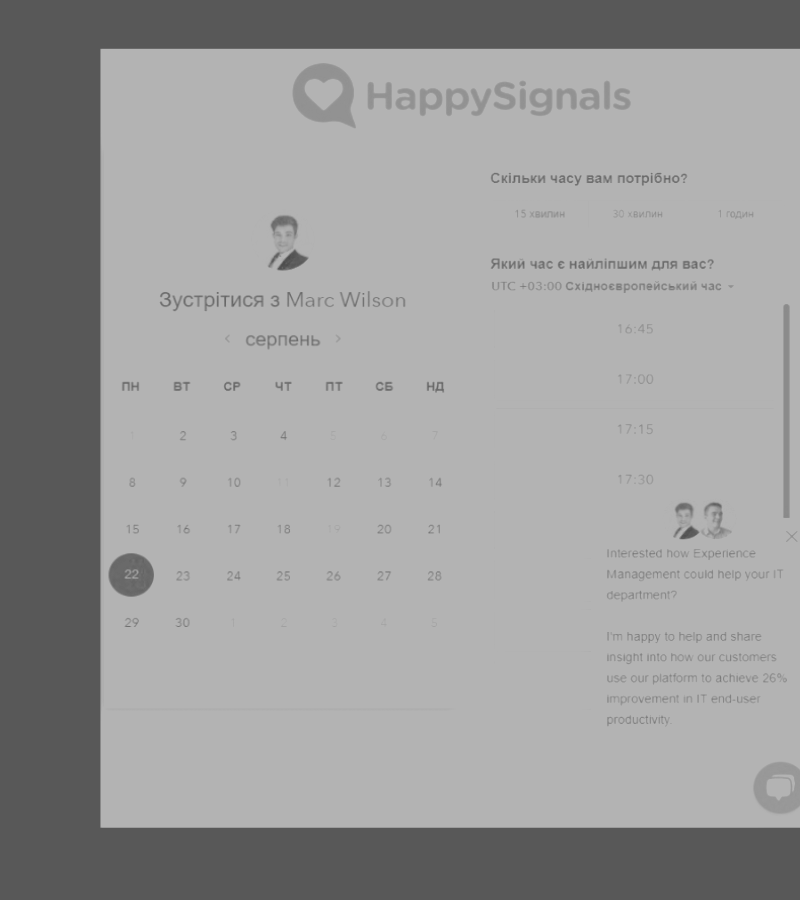 HappySignals
Зустрітися з Marc Wilson
серпень
ПН ВТ СР ЧТ ПТ СБ НД
1 2 3 4 5 6 7
8 9 10 11 12 13 14
15 16 17 18 19 20 21
22 23 24 25 26 27 28
29 30 1 2 3 4 5
Скільки часу вам потрібно?
15 хвилин 30 хвилин 1 годин
Який час є найліпшим для вас?
UTC +03:00 Східноєвропейський час
16:45
17:00
17:15
17:30
Interested how Experience
Management could help your IT
department?
I'm happy to help and share
insight into how our customers
use our platform to achieve 26%
improvement in IT end-user
productivity.